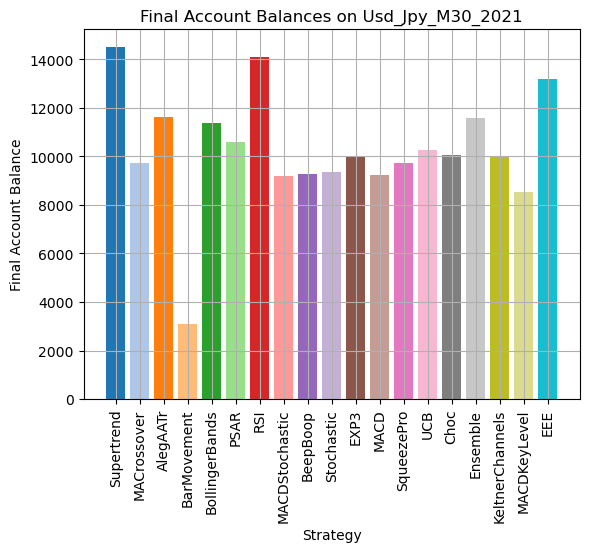 Final Account Balances on Usd_Jpy_M30_2021
Final Account Balance
14000
12000
10000
8000
6000
4000
2000
0
Supertrend
MACrossover
AlegAATr
BarMovement
BollingerBands
PSAR
RSI
MACDStochastic
BeepBoop
Stochastic
EXP3
MACD
SqueezePro
UCB
Choc
Ensemble
KeltnerChannels
MACDKeyLevel
EEE
Strategy